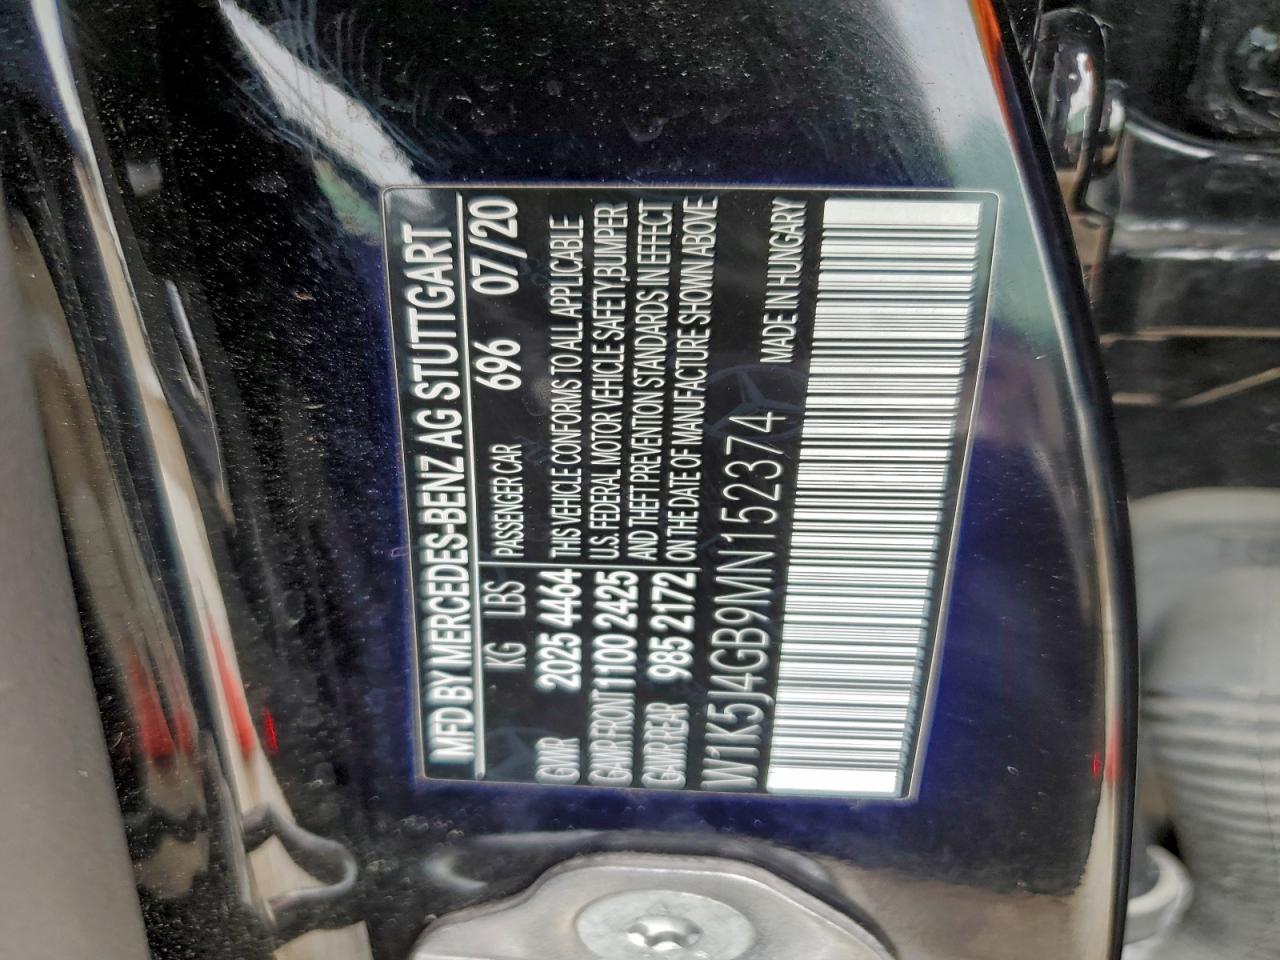 MFD BY MERCEDES-BENZ AG STUTTGART
KG LBS PASSENGER CAR 696 07/20
GVWR 2025 4464 THIS VEHICLE CONFORMS TO ALL APPLICABLE
GAWR FRONT 1100 2425 U.S. FEDERAL MOTOR VEHICLE SAFETY,BUMPER
GAWR REAR 985 2172 AND THEFT PREVENTION STANDARDS IN EFFECT
ON THE DATE OF MANUFACTURE SHOWN ABOVE
W1K5J4GB9MN152374 MADE IN HUNGARY